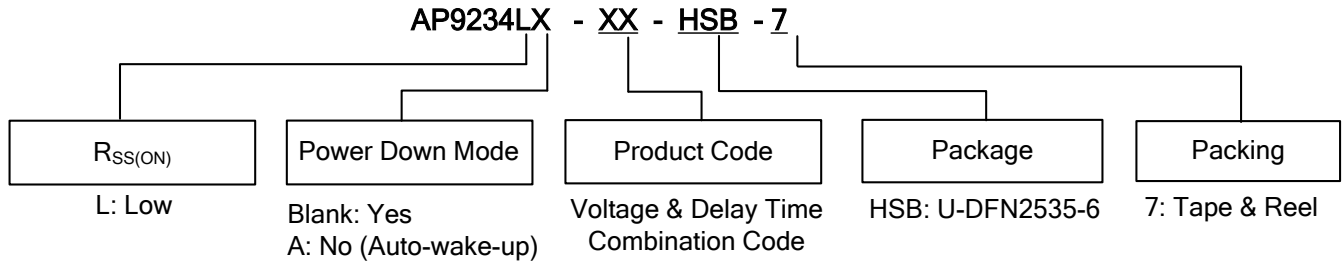 AP9234LX - XX - HSB - 7
RSS(ON)
L: Low
Power Down Mode
Blank: Yes
A: No (Auto-wake-up)
Product Code
Voltage & Delay Time
Combination Code
Package
HSB: U-DFN2535-6
Packing
7: Tape & Reel